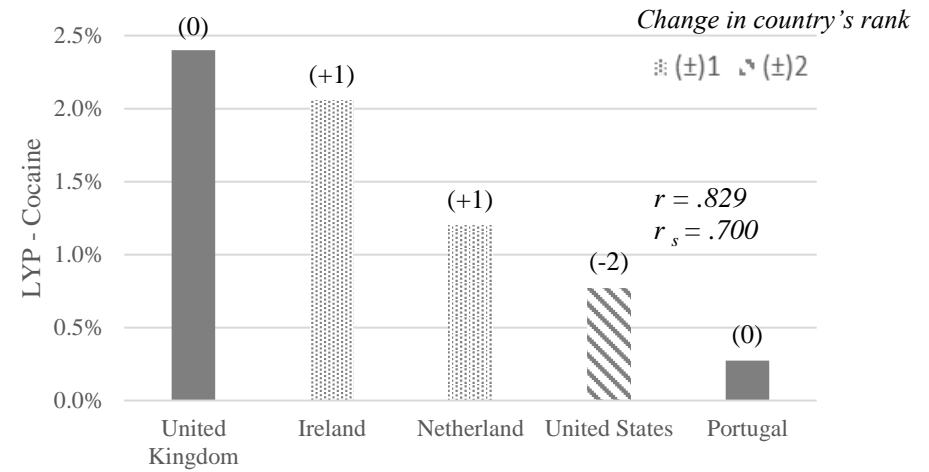 Change in country's rank
(±)1 (±)2
LYP - Cocaine
2.5%
2.0%
1.5%
1.0%
0.5%
0.0%
(0)
(+1)
(+1)
(-2)
(0)
r = .829
r s = .700
United Kingdom
Ireland
Netherland
United States
Portugal